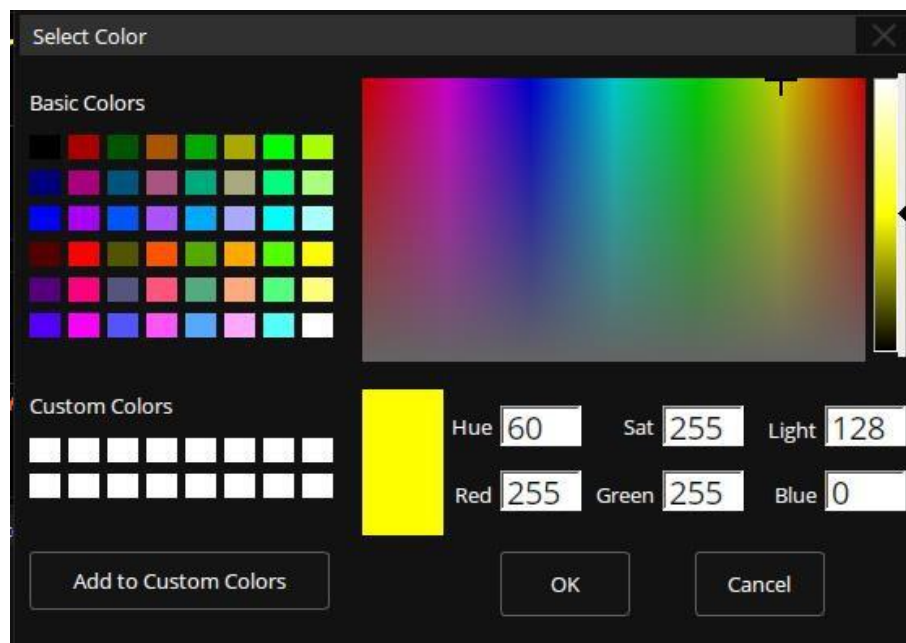 Select Color
Basic Colors
Custom Colors
Hue 60 Sat 255 Light 128
Red 255 Green 255 Blue 0
Add to Custom Colors OK Cancel